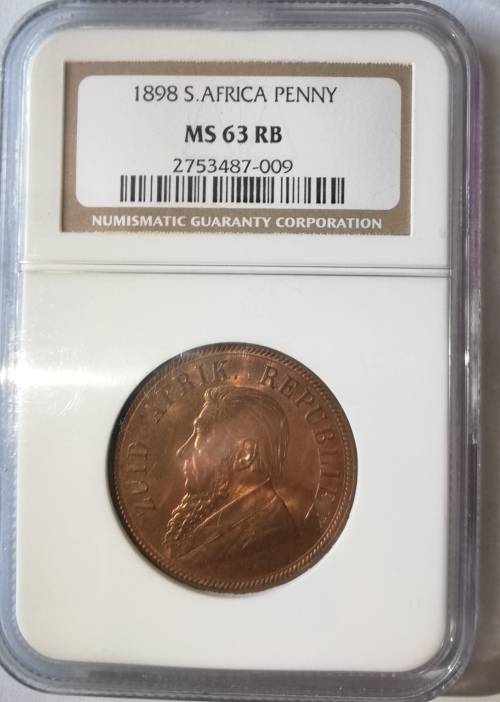 1898 S.AFRICA PENNY
MS 63 RB
2753487-009
NUMISMATIC GUARANTY CORPORATION
ZUID AFRIK. REPUBLIEK